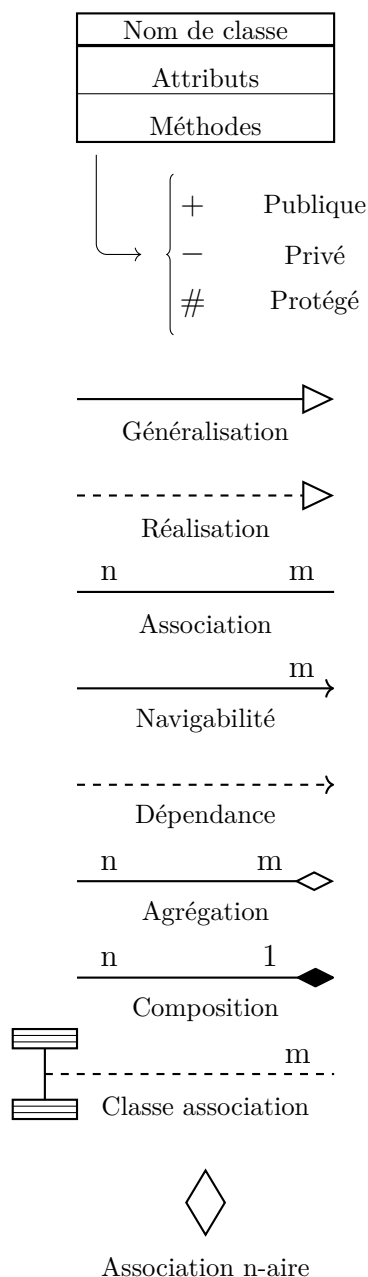 Nom de classe
Attributs
Méthodes
+ Publique
− Privé
# Protégé
Généralisation
Réalisation
n m
Association
m
Navigabilité
Dépendance
n m
Agrégation
n 1
Composition
m
Classe association
Association n-aire